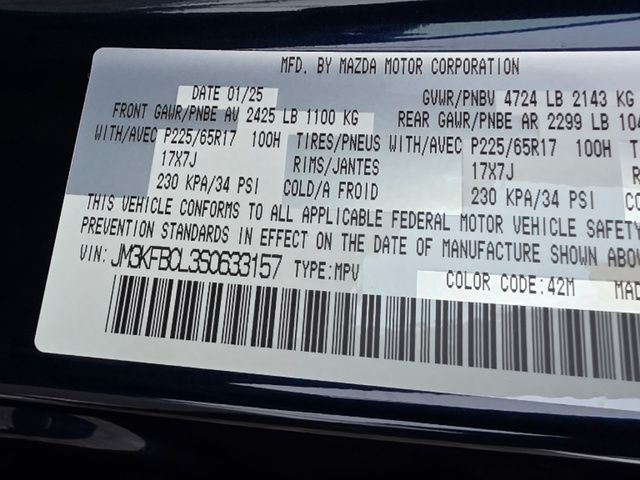 MFD. BY MAZDA MOTOR CORPORATION
DATE 01/25 GVWR/PNBV 4724 LB 2143 KG
FRONT GAWR/PNBE AV 2425 LB 1100 KG REAR GAWR/PNBE AR 2299 LB 104
WITH/AVEC P225/65R17 100H TIRES/PNEUS WITH/AVEC P225/65R17 100H
17X7J RIMS/JANTES 17X7J R
230 KPA/34 PSI COLD/A FROID 230 KPA/34 PSI
THIS VEHICLE CONFORMS TO ALL APPLICABLE FEDERAL MOTOR VEHICLE SAFETY
PREVENTION STANDARDS IN EFFECT ON THE DATE OF MANUFACTURE SHOWN ABOV
VIN: JM3KFBCL3S0633157 TYPE:MPV COLOR CODE:42M MAD